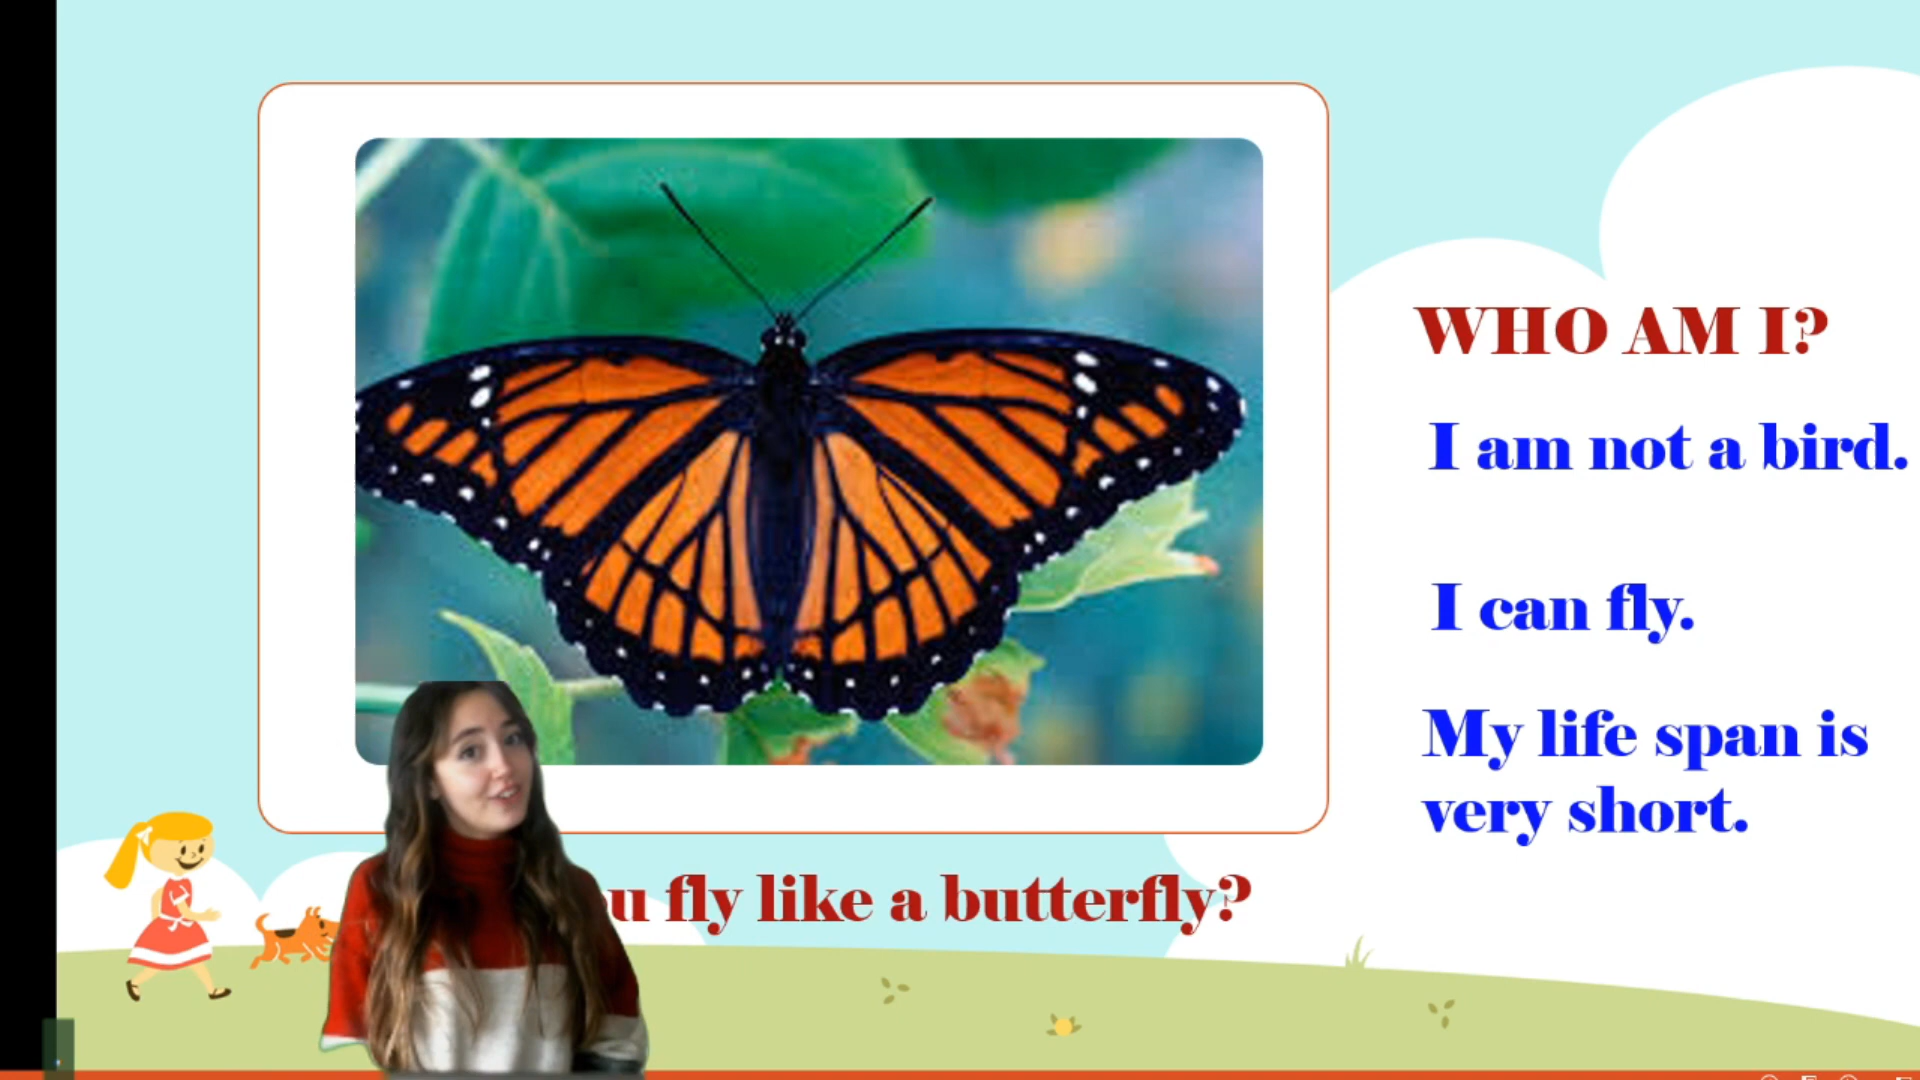 WHO AM I?
I am not a bird.
I can fly.
My life span is
very short.
fly like a butterfly?